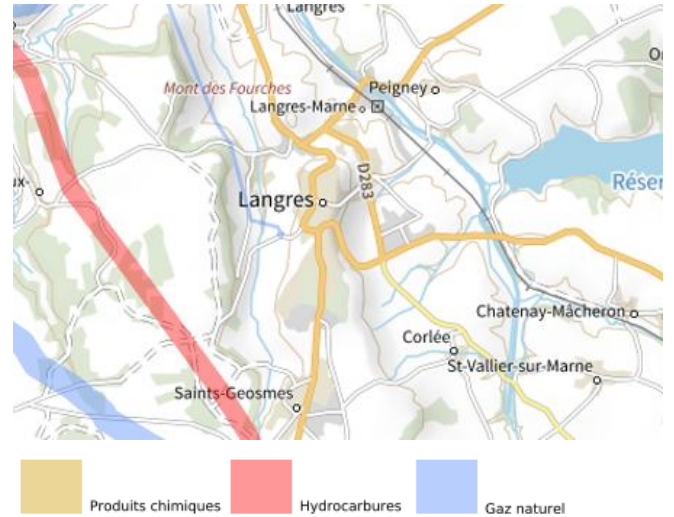 Langres
Mont des Fourches
Peigney
Langres-Marne
D283
ux-
Langres
Réser
Chatenay-Mâcheron
Corlée
St-Vallier-sur-Marne
Saints-Geosmes
Produits chimiques
Hydrocarbures
Gaz naturel